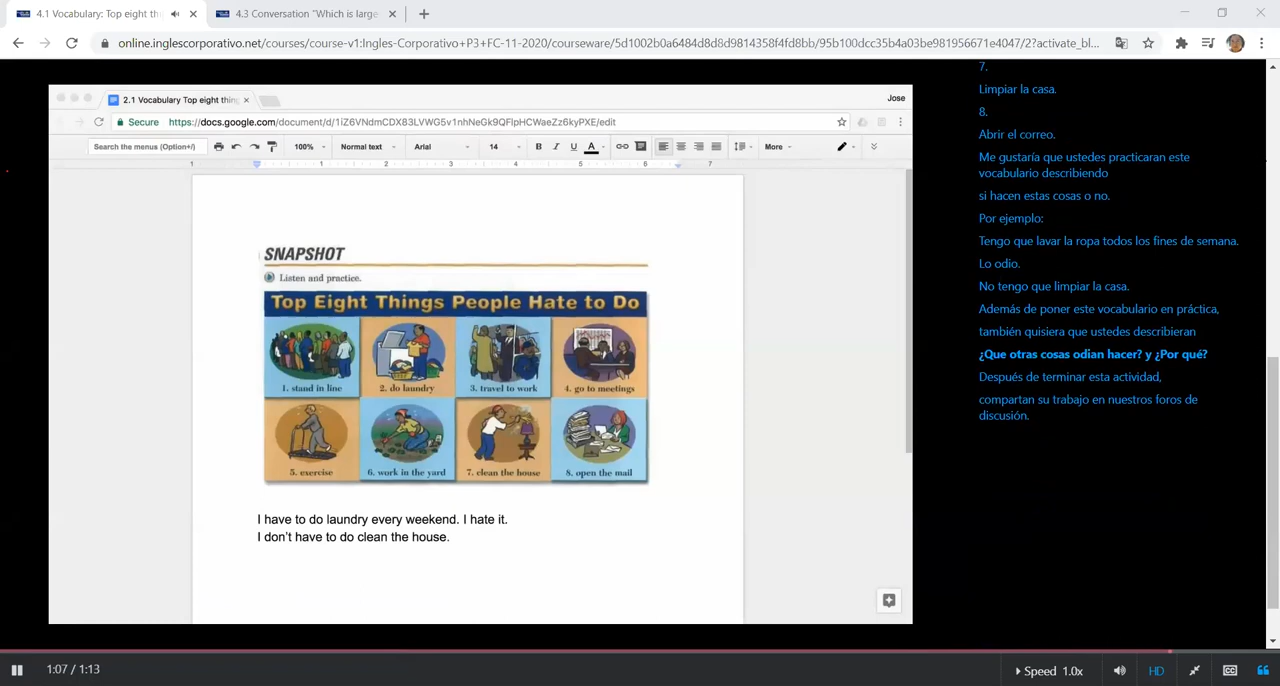 4.1 Vocabulary: Top eight thi
4.3 Conversation "Which is large
online.inglescorporativo.net/courses/course-v1:Ingles-Corporativo+P3+FC-11-2020/courseware/5d1002b0a6484d8d8d9814358f4fd8bb/95b100dcc35b4a03be981956671e4047/2?activate_bl...
2.1 Vocabulary Top eight thing
Jose
Secure https://docs.google.com/document/d/1iZ6VNdmCDX83LVWG5v1nhNeGk9QFlpHCWaeZz6kyPXE/edit
Search the menus (Option+/) 100% Normal text Arial 14 B I U A More
1 1 2 3 4 5 6 7
SNAPSHOT
Listen and practice.
Top Eight Things People Hate to Do
1. stand in line
2. do laundry
3. travel to work
4. go to meetings
5. exercise
6. work in the yard
7. clean the house
8. open the mail
I have to do laundry every weekend. I hate it.
I don't have to do clean the house.
7.
Limpiar la casa.
8.
Abrir el correo.
Me gustaría que ustedes practicaran este
vocabulario describiendo
si hacen estas cosas o no.
Por ejemplo:
Tengo que lavar la ropa todos los fines de semana.
Lo odio.
No tengo que limpiar la casa.
Además de poner este vocabulario en práctica,
también quisiera que ustedes describieran
¿Que otras cosas odian hacer? y ¿Por qué?
Después de terminar esta actividad,
compartan su trabajo en nuestros foros de
discusión.
1:07 / 1:13
Speed 1.0x
HD
CC